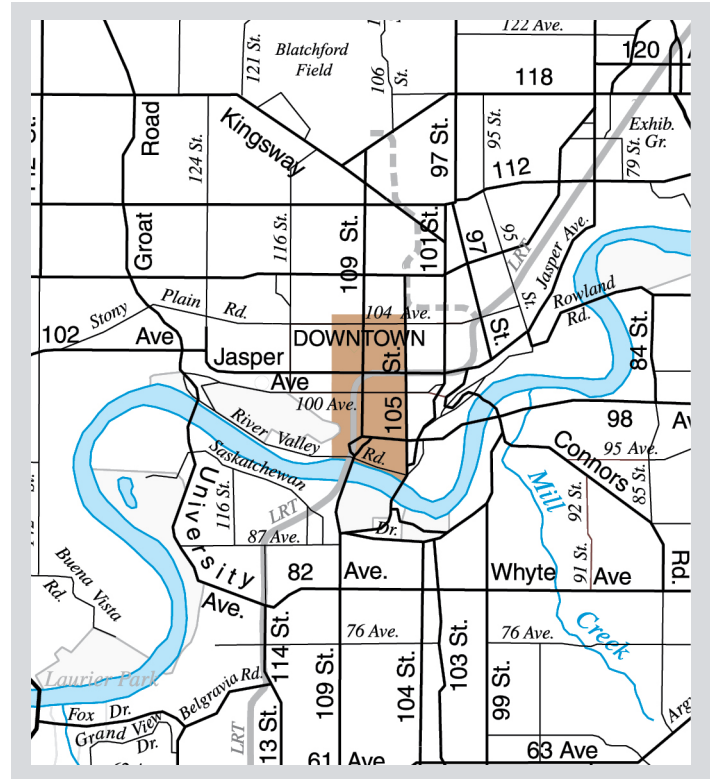 122 Ave.
120
121 St.
Blatchford
Field
106
St.
118
Road
Kingsway
97 St.
95 St.
Exhib.
Gr.
79 St.
124 St.
112
Groat
116 St.
109 St.
101St.
97
St.
95
St.
LRT
Jasper Ave.
Rowland
Rd.
Stony
Plain
Rd.
104 Ave.
102
Ave
DOWNTOWN
Jasper
Ave
105
St.
84 St.
100 Ave.
River Valley
Rd.
98
Av
Connors
Rd.
95 Ave.
85 St.
Saskatchewan
Dr.
University
Ave.
116 St.
LRT
87 Ave.
Mill
Creek
92 St.
91 St.
82
Ave.
Whyte
Ave
Buena Vista
Rd.
76 Ave.
76 Ave.
114 St.
109 St.
104 St.
103 St.
99 St.
Laurier Park
Belgravia Rd.
Fox Dr.
Grand View
Dr.
LRT
13 St.
61 Ave
63 Ave
Argy